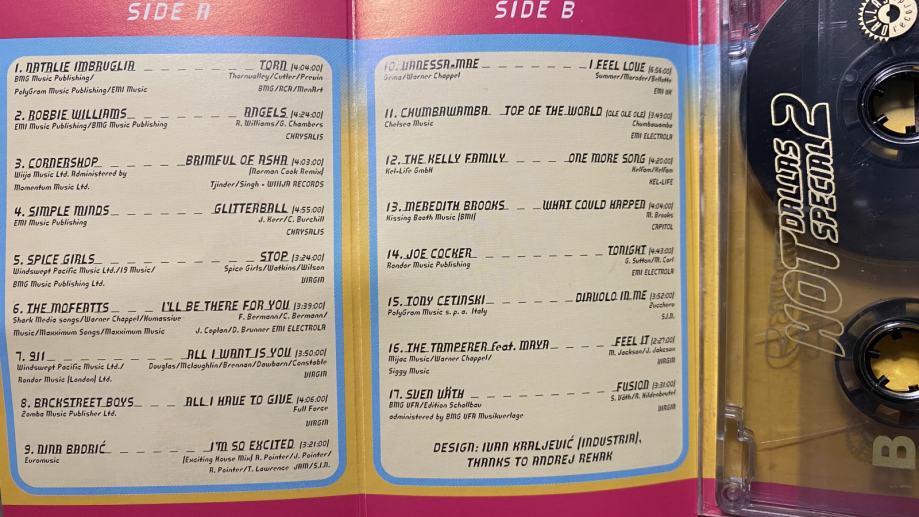 SIDE A
1. NATALIE IMBRUGLIA _ _ _ _ _ _ _ TORN [4:04:00]
BMG Music Publishing/ Thornvalley/Cutler/Previn
PolyGram Music Publishing/EMI Music BMG/RCA/MenArt
2. ROBBIE WILLIAMS _ _ _ _ _ _ ANGELS [4:24:00]
EMI Music Publishing/BMG Music Publishing R. Williams/G. Chambers
CHRYSALIS
3. CORNERSHOP _ _ _ _ _ BRIMFUL OF ASHA [4:03:00]
Wiija Music Ltd. Administered by [Norman Cook Remix]
Momentum Music Ltd. Tjinder/Singh - WIIIJA RECORDS
4. SIMPLE MINDS _ _ _ _ _ _ GLITTERBALL [4:55:00]
EMI Music Publishing J. Kerr/C. Burchill
CHRYSALIS
5. SPICE GIRLS _ _ _ _ _ _ _ _ STOP [3:24:00]
Windswept Pacific Music Ltd./19 Music/ Spice Girls/Watkins/Wilson
BMG Music Publishing Ltd. VIRGIN
6. THE MOFFATTS _ _ I'LL BE THERE FOR YOU [3:39:00]
Shark Media songs/Warner Chappel/Humassive F. Bermann/C. Bermann/
Music/Maxximum Songs/Maxximum Music J. Coplan/D. Brunner EMI ELECTROLA
7. 911 _ _ _ _ _ _ _ ALL I WANT IS YOU [3:50:00]
Windswept Pacific Music Ltd./ Douglas/Mclaughlin/Brennan/Dawbarn/Constable
Rondor Music [London] Ltd. VIRGIN
8. BACKSTREET BOYS _ _ _ ALL I HAVE TO GIVE [4:06:00]
Zomba Music Publisher Ltd. Full Force
VIRGIN
9. NINA BADRIĆ _ _ _ _ _ _ I'M SO EXCITED [3:21:00]
Euromusic [Exciting House Mix] A. Pointer/J. Pointer/
R. Pointer/T. Lawrence JAM/S.I.N.
SIDE B
10. VANESSA-MAE _ _ _ _ _ _ I FEEL LOVE [6:56:00]
/Warner Chappel Summer/Moroder/Bellotte
EMI UK
11. CHUMBAWAMBA _ TOP OF THE WORLD [OLE OLE OLE] [3:49:00]
Chelsea Music Chumbawamba
EMI ELECTROLA
12. THE KELLY FAMILY _ _ _ ONE MORE SONG [4:20:00]
Kel-Life GmbH Kelfam/Kelfam
KEL-LIFE
13. MEREDITH BROOKS _ _ WHAT COULD HAPPEN [4:04:00]
Kissing Booth Music [BMI] M. Brooks
CAPITOL
14. JOE COCKER _ _ _ _ _ _ _ TONIGHT [4:43:00]
Rondor Music Publishing G. Sutton/M. Carl
EMI ELECTROLA
15. TONY CETINSKI _ _ _ _ _ DIAVOLO IN ME [3:52:00]
PolyGram Music s. p. a. Italy Zucchero
S.I.N.
16. THE TAMPERER feat. MAYA _ _ _ _ _ FEEL IT [2:27:00]
Mijac Music/Warner Chappel/ M. Jackson/J. Jakcson
Siggy Music VIRGIN
17. SVEN WÄTH _ _ _ _ _ _ _ _ FUSION [3:31:00]
BMG UFA/Edition Schallbau S. Wäth/R. Hildenbeutel
administered by BMG UFA Musikverlage VIRGIN
DESIGN: IVAN KRALJEVIĆ [INDUSTRIA],
THANKS TO ANDREJ REHAK
DALLAS records
HOT DALLAS SPECIAL 2
B